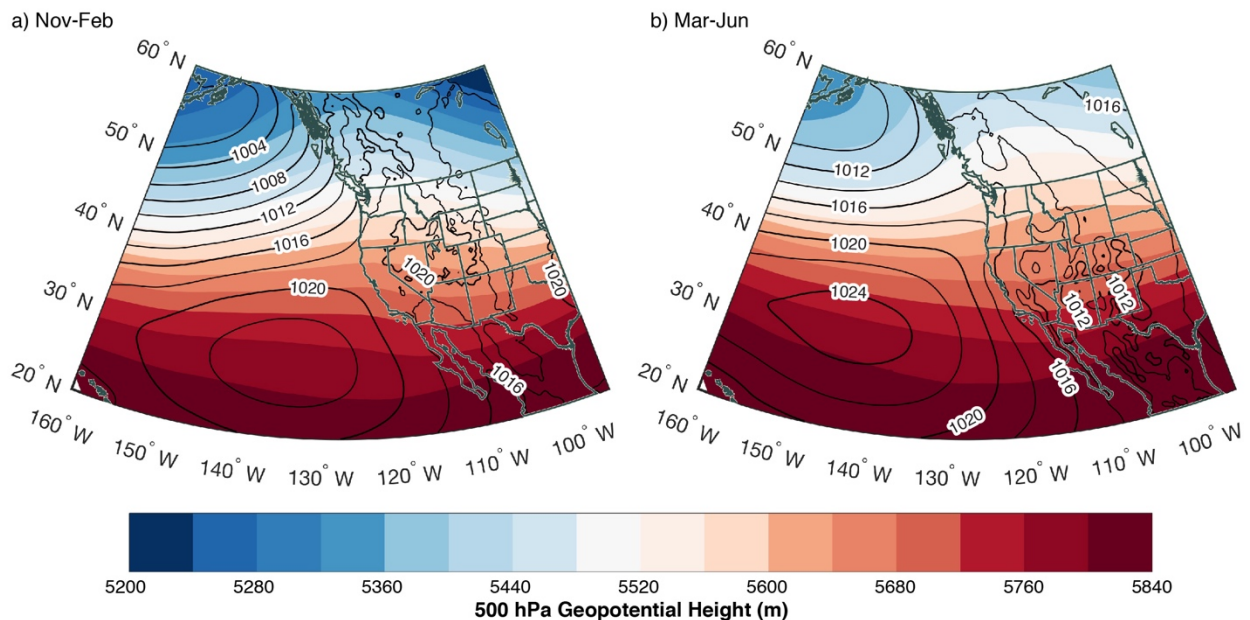 a) Nov-Feb
b) Mar-Jun
60° N
50° N
40° N
30° N
20° N
160° W
150° W
140° W
130° W
120° W
110° W
100° W
1004
1008
1012
1016
1020
1020
1020
1016
60° N
50° N
40° N
30° N
20° N
160° W
150° W
140° W
130° W
120° W
110° W
100° W
1016
1012
1016
1020
1024
1012
1012
1016
1020
5200
5280
5360
5440
5520
5600
5680
5760
5840
500 hPa Geopotential Height (m)